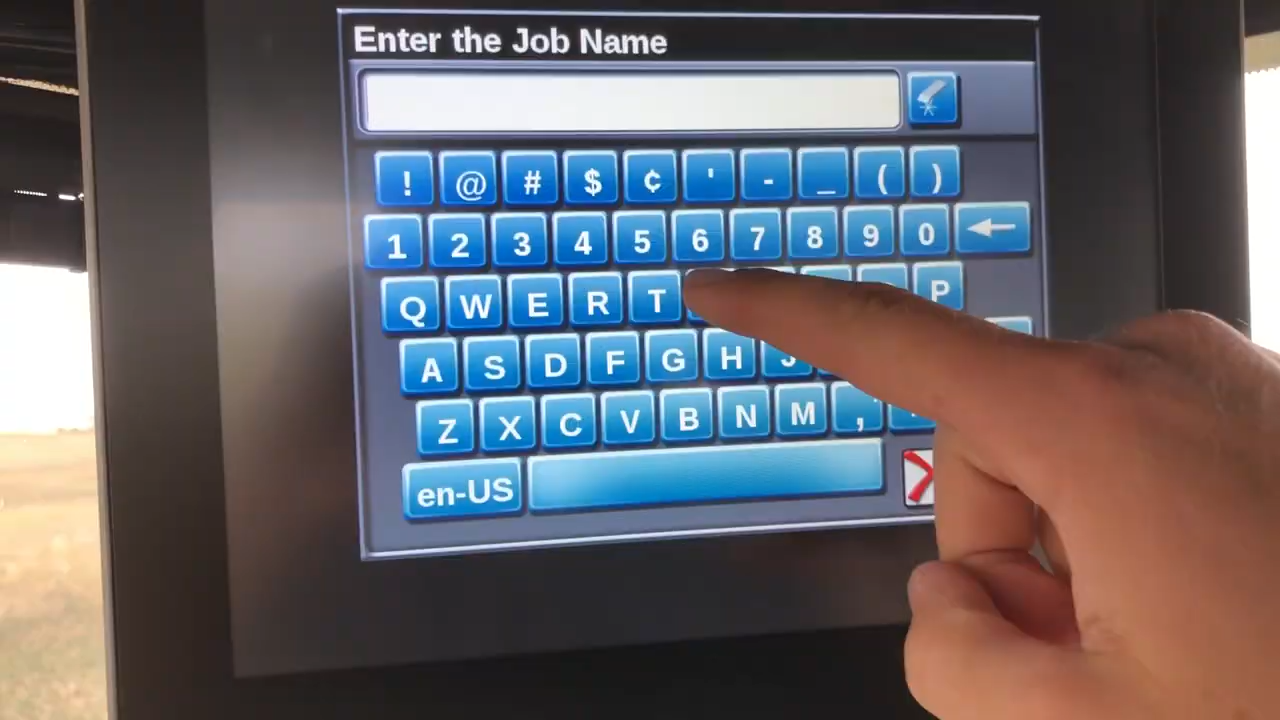 Enter the Job Name
! @ # $ ¢ ' - _ ( )
1 2 3 4 5 6 7 8 9 0
Q W E R T P
A S D F G H J
Z X C V B N M ,
en-US